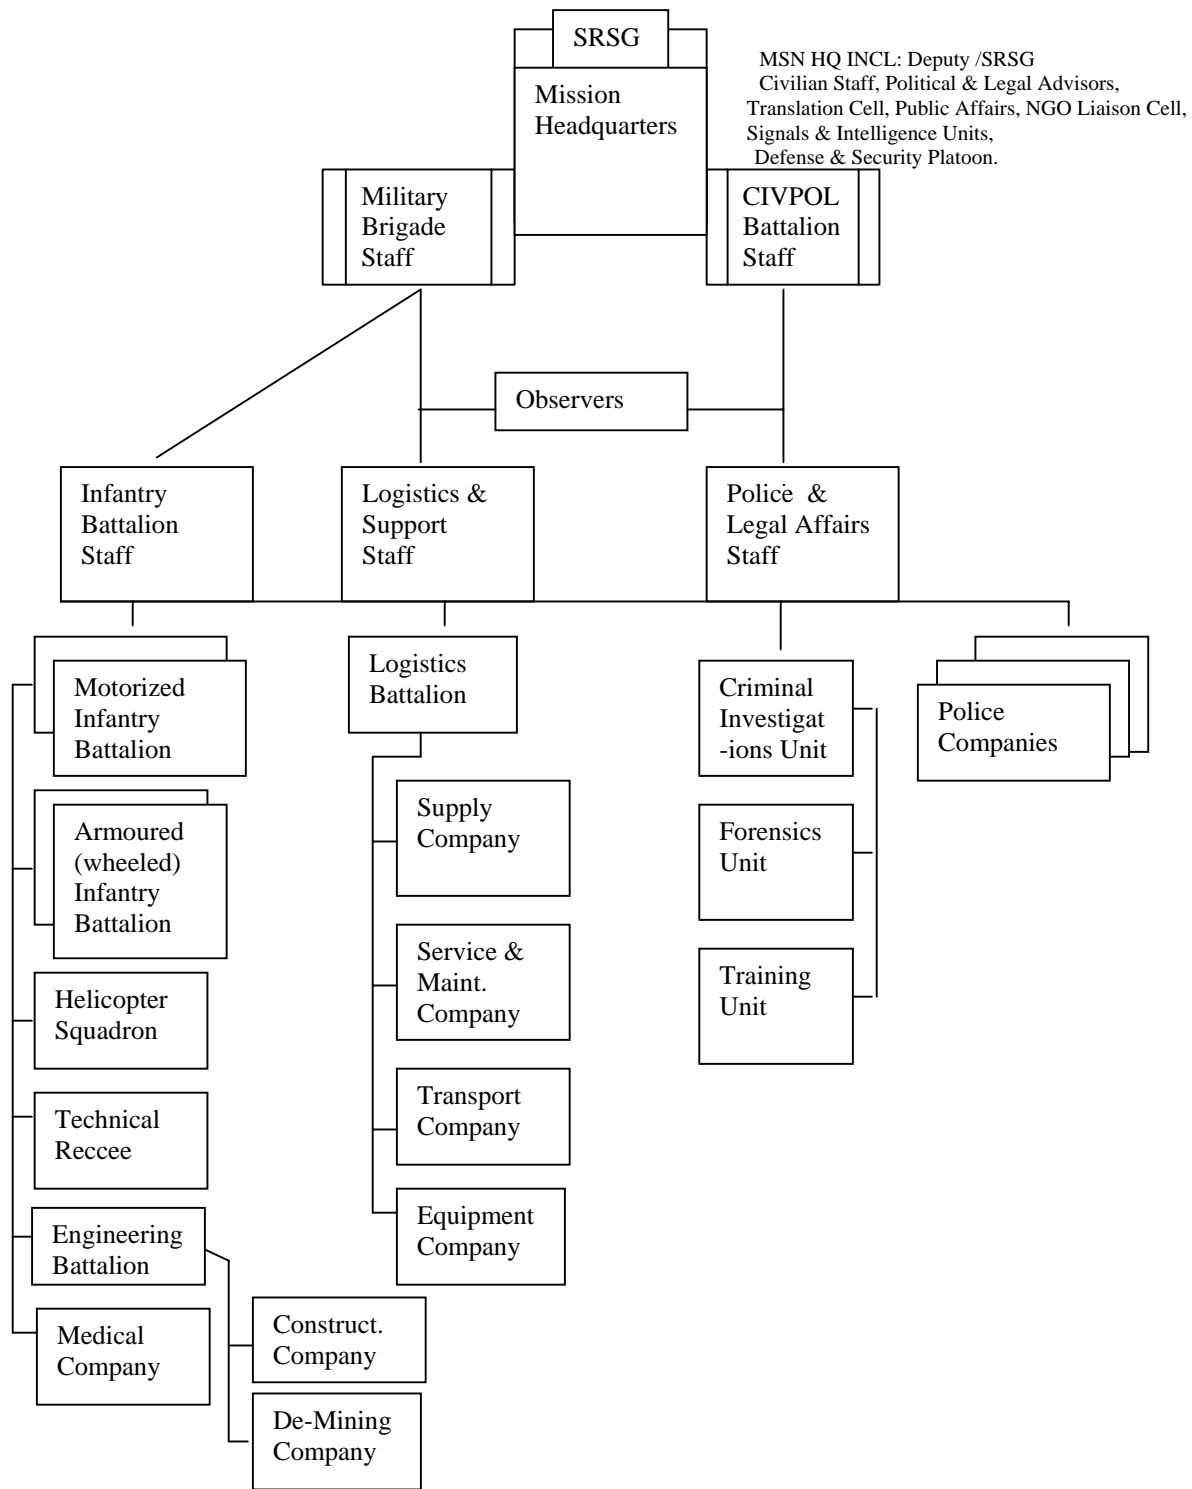 SRSG
MSN HQ INCL: Deputy /SRSG
Civilian Staff, Political & Legal Advisors,
Translation Cell, Public Affairs, NGO Liaison Cell,
Signals & Intelligence Units,
Defense & Security Platoon.
Mission
Headquarters
Military
Brigade
Staff
CIVPOL
Battalion
Staff
Observers
Infantry
Battalion
Staff
Logistics &
Support
Staff
Police &
Legal Affairs
Staff
Motorized
Infantry
Battalion
Logistics
Battalion
Criminal
Investigat
-ions Unit
Police
Companies
Armoured
(wheeled)
Infantry
Battalion
Supply
Company
Forensics
Unit
Helicopter
Squadron
Service &
Maint.
Company
Training
Unit
Technical
Reccee
Transport
Company
Engineering
Battalion
Equipment
Company
Medical
Company
Construct.
Company
De-Mining
Company